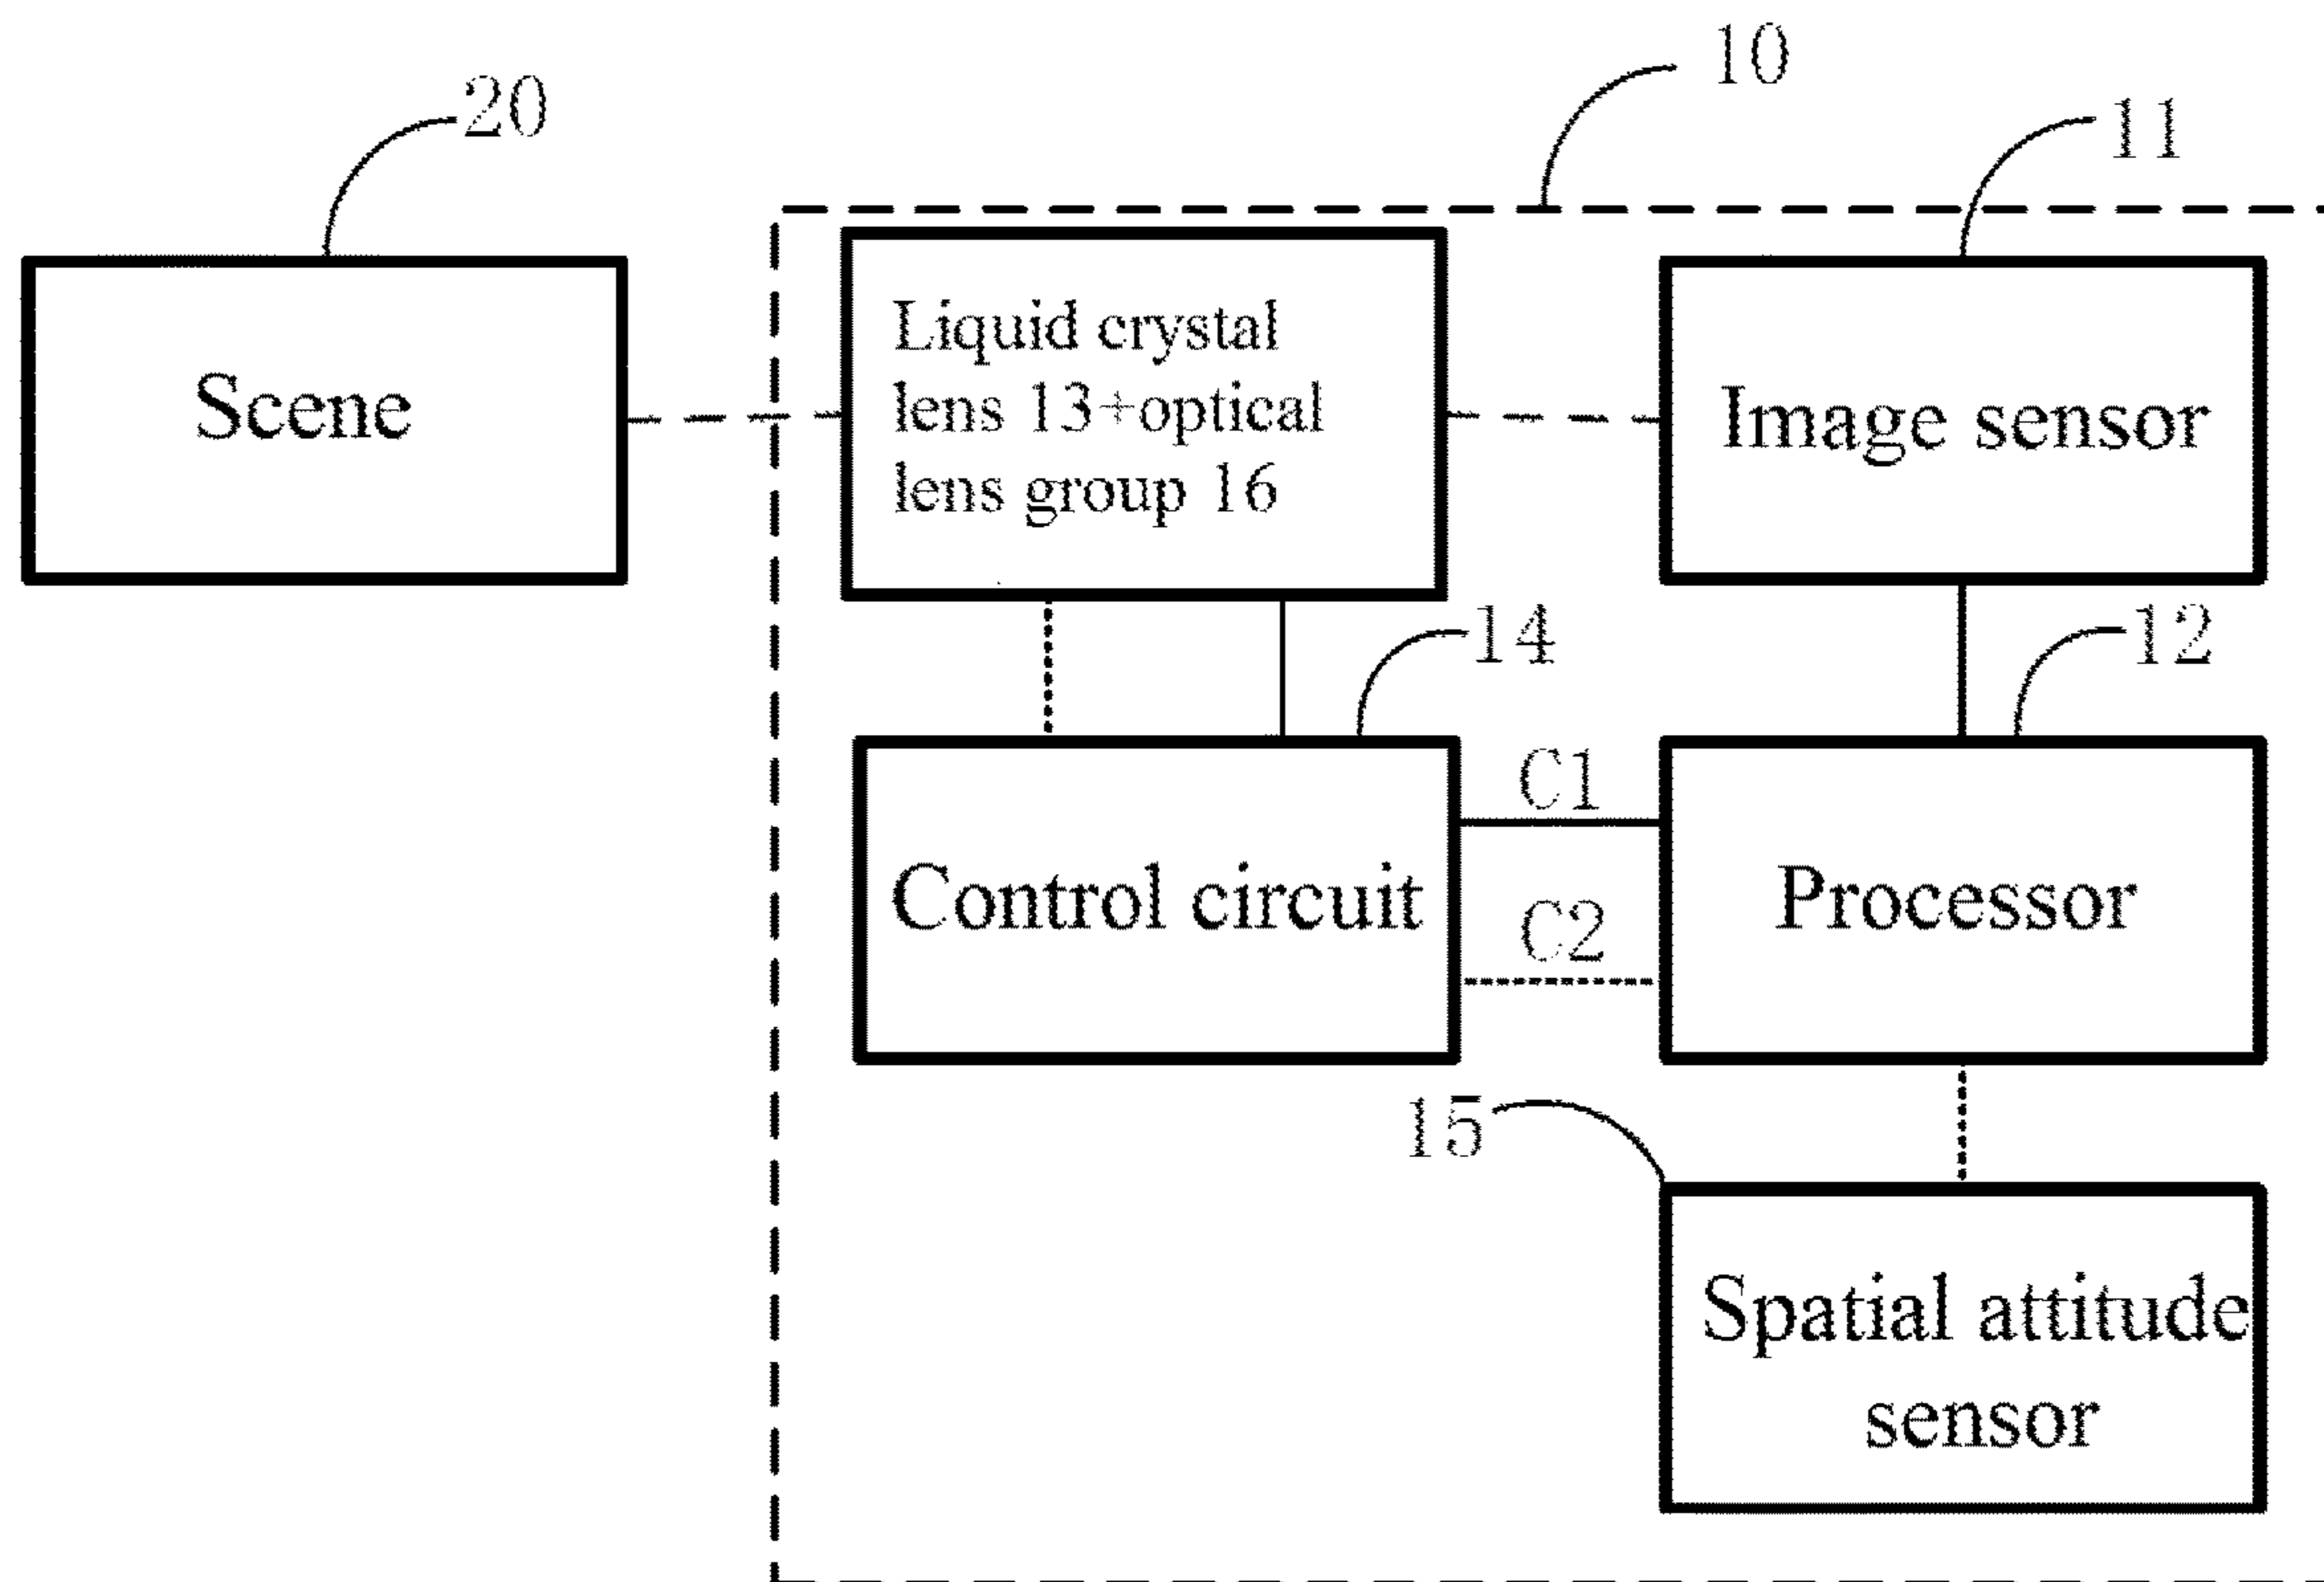 10
20
11
Scene
Liquid crystal
lens 13+optical
lens group 16
Image sensor
14
12
C1
Control circuit
C2
Processor
15
Spatial attitude
sensor